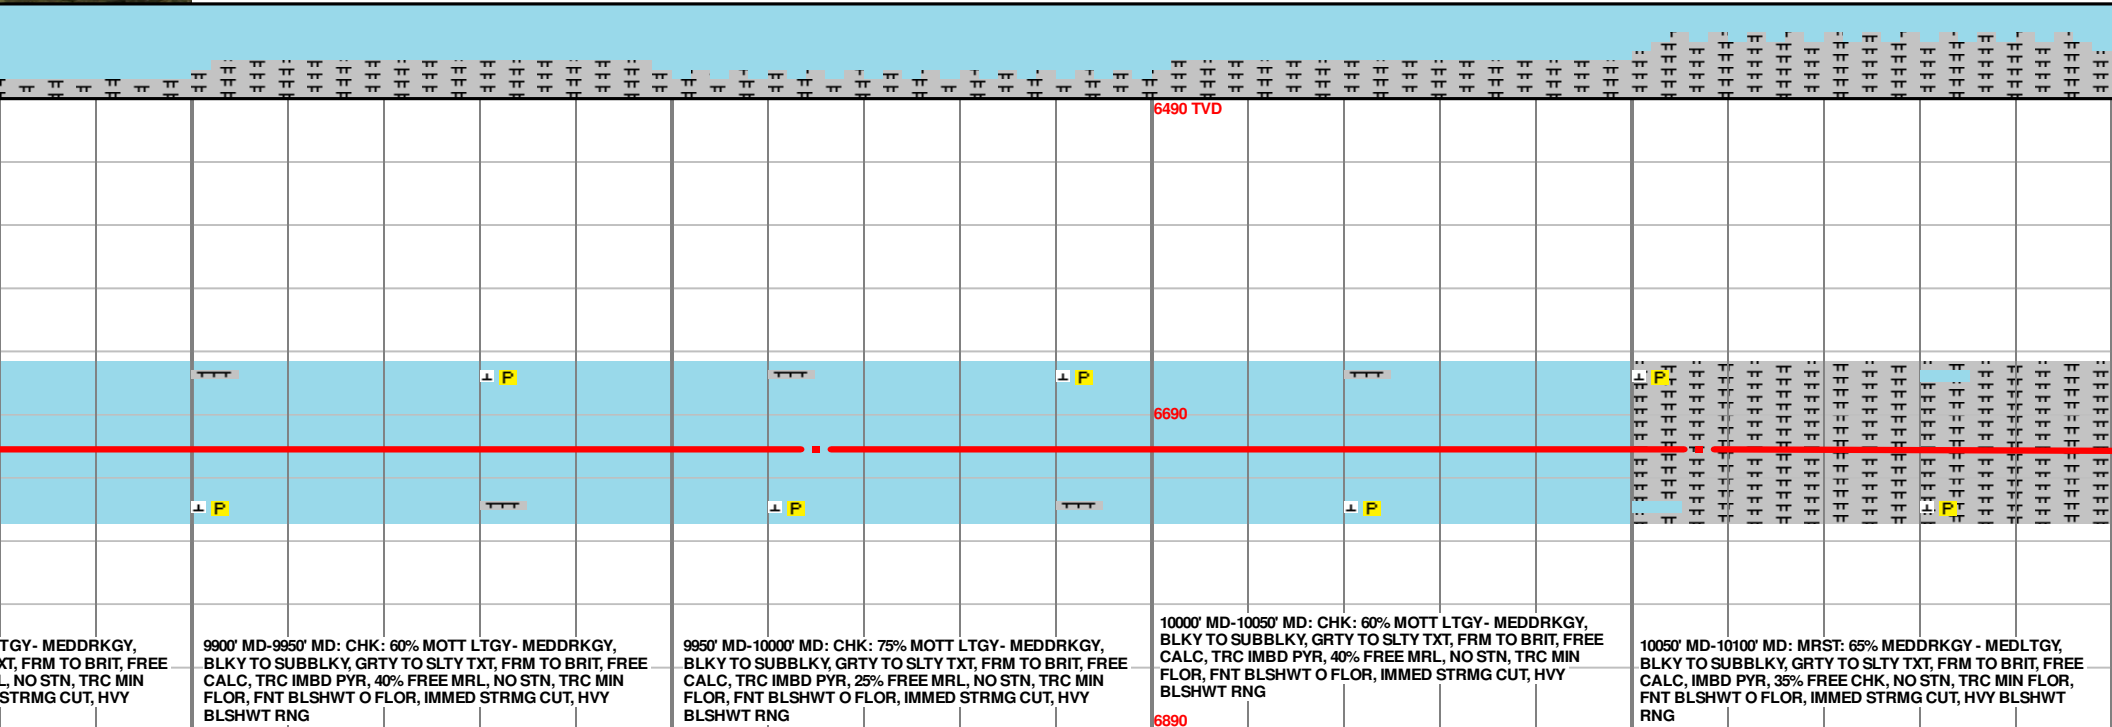 6490 TVD
P
P
P
6690
P
P
P
P
TGY- MEDDRKGY,
XT, FRM TO BRIT, FREE
L, NO STN, TRC MIN
STRMG CUT, HVY
9900' MD-9950' MD: CHK: 60% MOTT LTGY- MEDDRKGY,
BLKY TO SUBBLKY, GRTY TO SLTY TXT, FRM TO BRIT, FREE
CALC, TRC IMBD PYR, 40% FREE MRL, NO STN, TRC MIN
FLOR, FNT BLSHWT O FLOR, IMMED STRMG CUT, HVY
BLSHWT RNG
9950' MD-10000' MD: CHK: 75% MOTT LTGY- MEDDRKGY,
BLKY TO SUBBLKY, GRTY TO SLTY TXT, FRM TO BRIT, FREE
CALC, TRC IMBD PYR, 25% FREE MRL, NO STN, TRC MIN
FLOR, FNT BLSHWT O FLOR, IMMED STRMG CUT, HVY
BLSHWT RNG
10000' MD-10050' MD: CHK: 60% MOTT LTGY- MEDDRKGY,
BLKY TO SUBBLKY, GRTY TO SLTY TXT, FRM TO BRIT, FREE
CALC, TRC IMBD PYR, 40% FREE MRL, NO STN, TRC MIN
FLOR, FNT BLSHWT O FLOR, IMMED STRMG CUT, HVY
BLSHWT RNG
6890
10050' MD-10100' MD: MRST: 65% MEDDRKGY - MEDLTGY,
BLKY TO SUBBLKY, GRTY TO SLTY TXT, FRM TO BRIT, FREE
CALC, IMBD PYR, 35% FREE CHK, NO STN, TRC MIN FLOR,
FNT BLSHWT O FLOR, IMMED STRMG CUT, HVY BLSHWT
RNG